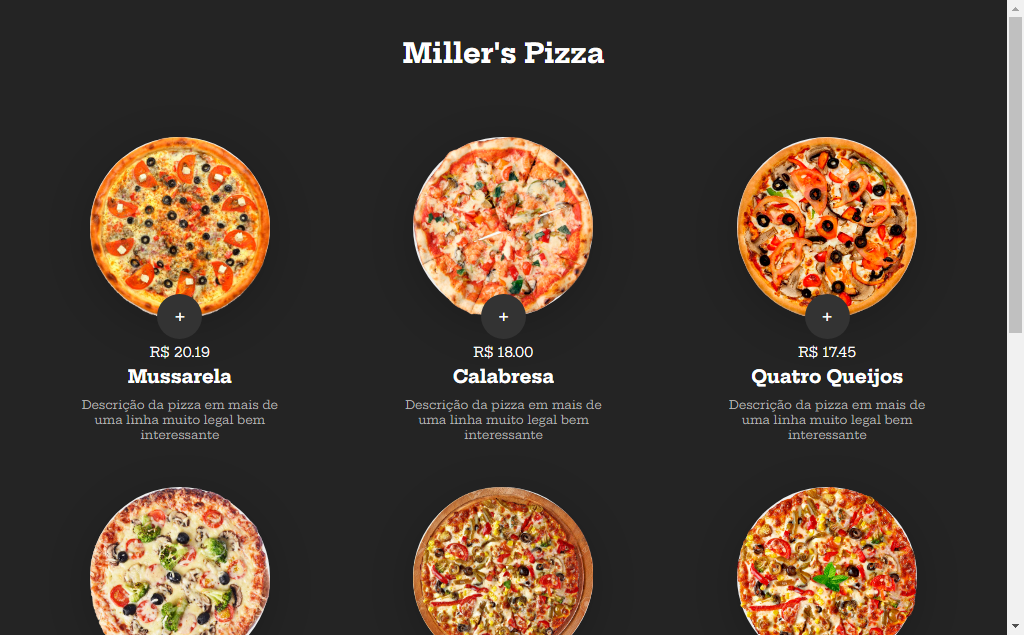 Miller's Pizza
+
+
+
R$ 20.19
R$ 18.00
R$ 17.45
Mussarela
Calabresa
Quatro Queijos
Descrição da pizza em mais de
uma linha muito legal bem
interessante
Descrição da pizza em mais de
uma linha muito legal bem
interessante
Descrição da pizza em mais de
uma linha muito legal bem
interessante